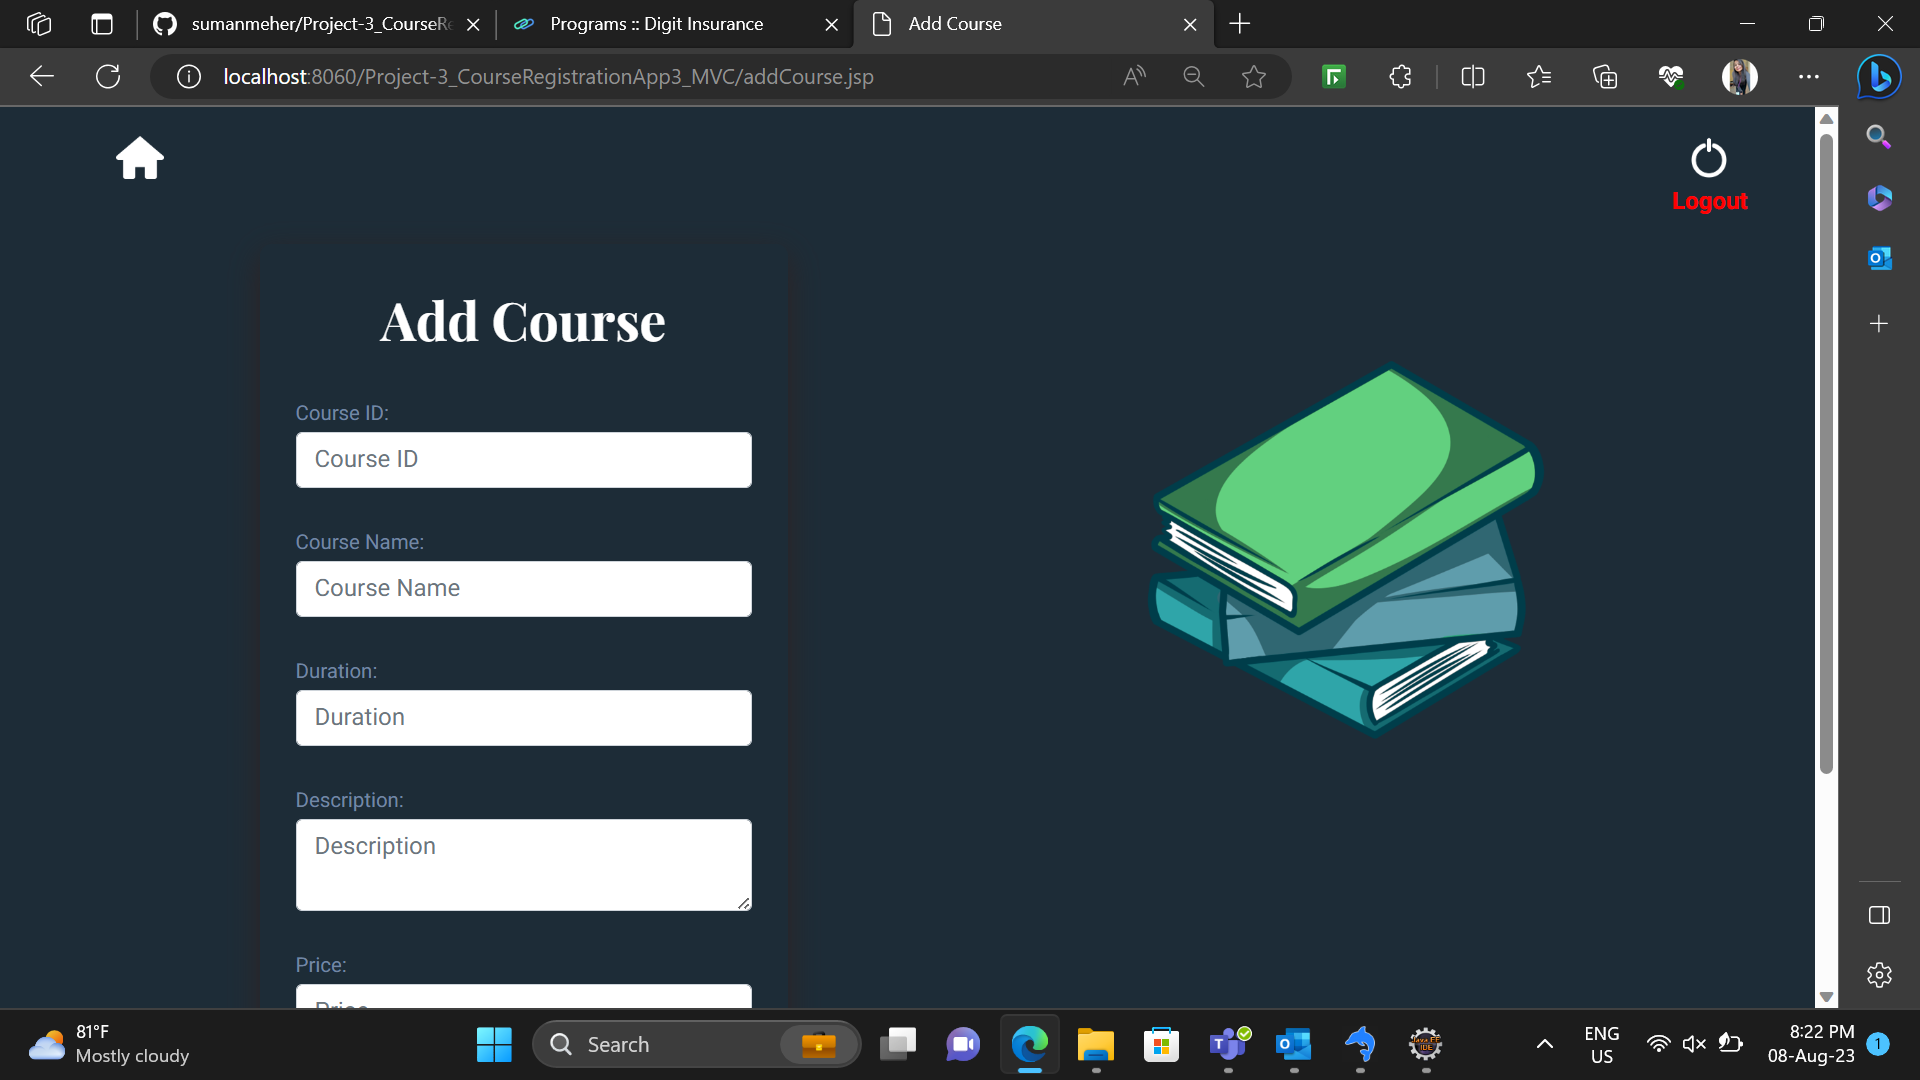 sumanmeher/Project-3_CourseRe
Programs :: Digit Insurance
Add Course
localhost:8060/Project-3_CourseRegistrationApp3_MVC/addCourse.jsp
Logout
Add Course
Course ID:
Course ID
Course Name:
Course Name
Duration:
Duration
Description:
Description
Price:
Price
81°F
Mostly cloudy
Search
ENG
US
8:22 PM
08-Aug-23
1